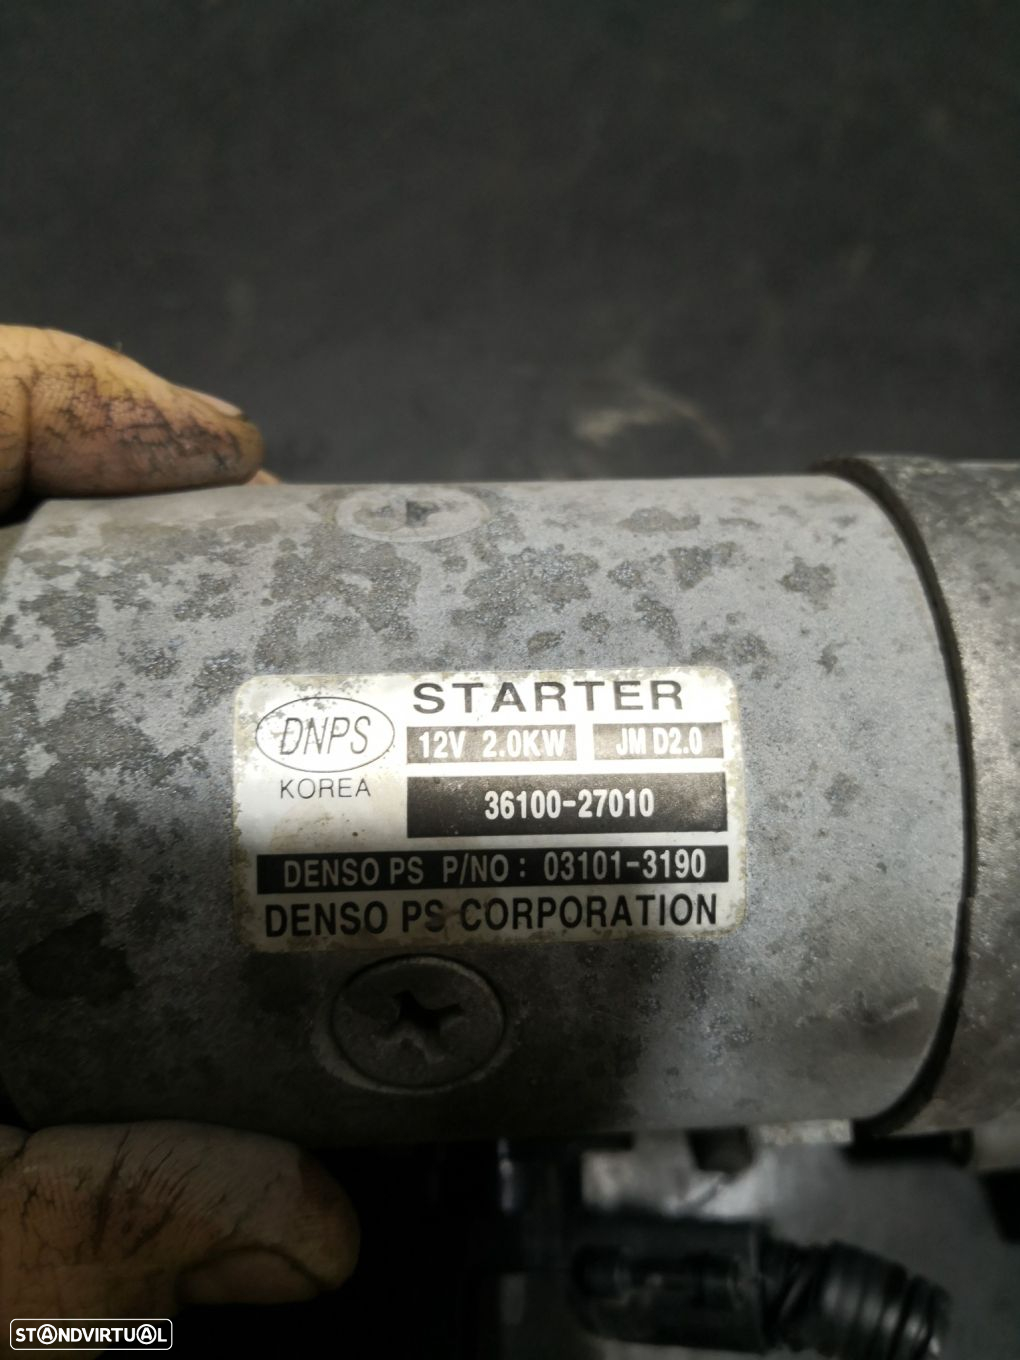 STARTER
DNPS
KOREA
12V 2.0KW
JM D2.0
36100-27010
DENSO PS P/NO: 03101-3190
DENSO PS CORPORATION
STANDVIRTUAL